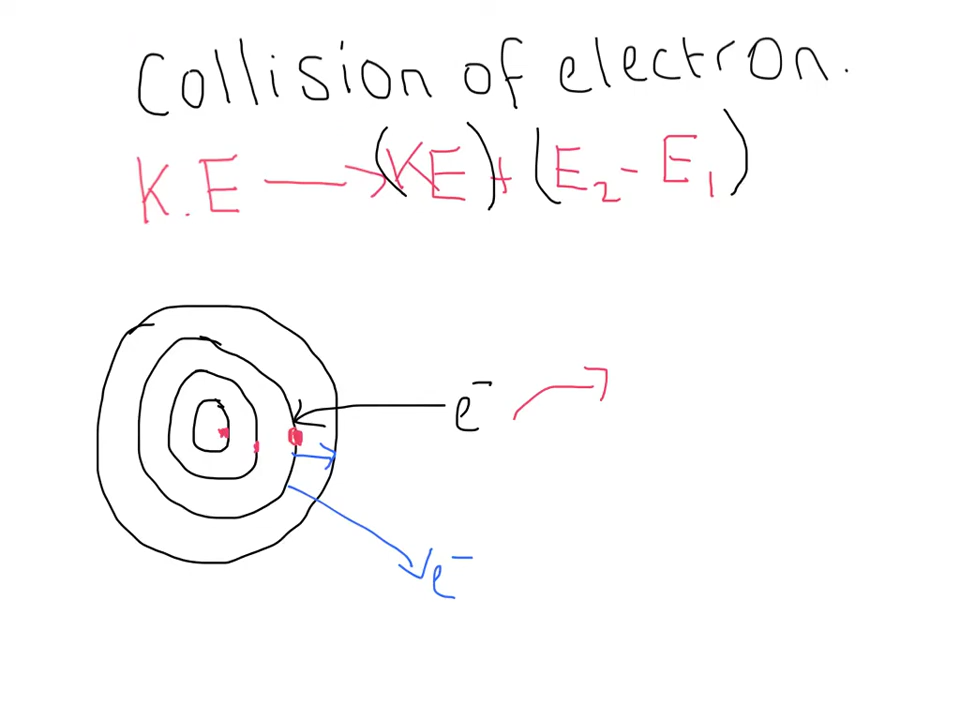 Collision of electron.
K.E → (KE) + (E₂ - E₁)
e⁻
e⁻